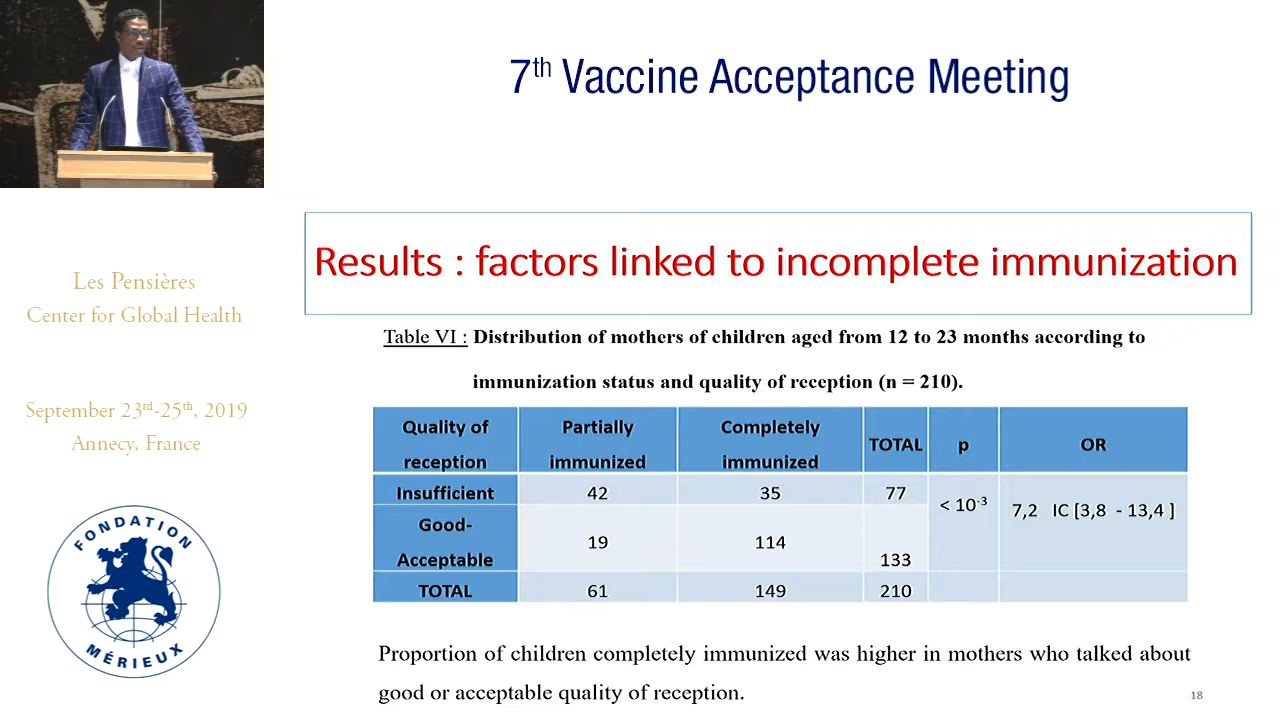 7th Vaccine Acceptance Meeting
Results : factors linked to incomplete immunization
Les Pensières
Center for Global Health
September 23rd-25th, 2019
Annecy, France
FONDATION
MÉRIEUX
Table VI : Distribution of mothers of children aged from 12 to 23 months according to
immunization status and quality of reception (n = 210).
Quality of reception | Partially immunized | Completely immunized | TOTAL | p | OR
Insufficient | 42 | 35 | 77 | < 10-3 | 7,2 IC [3,8 - 13,4 ]
Good-Acceptable | 19 | 114 | 133
TOTAL | 61 | 149 | 210
Proportion of children completely immunized was higher in mothers who talked about
good or acceptable quality of reception.
18